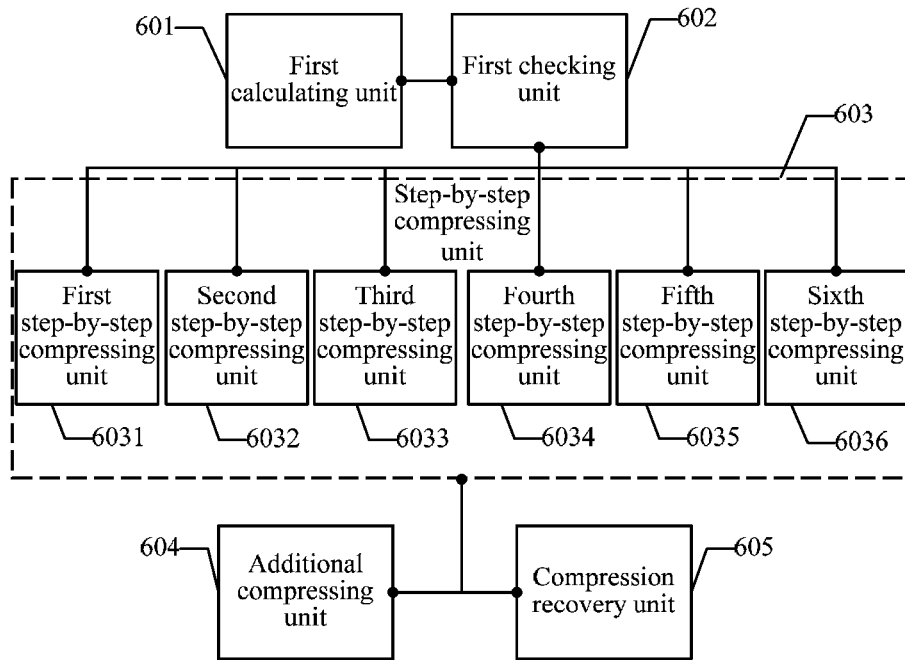 601
602
First
calculating unit
First checking
unit
603
Step-by-step
compressing
unit
First
step-by-step
compressing
unit
Second
step-by-step
compressing
unit
Third
step-by-step
compressing
unit
Fourth
step-by-step
compressing
unit
Fifth
step-by-step
compressing
unit
Sixth
step-by-step
compressing
unit
6031
6032
6033
6034
6035
6036
604
605
Additional
compressing
unit
Compression
recovery unit